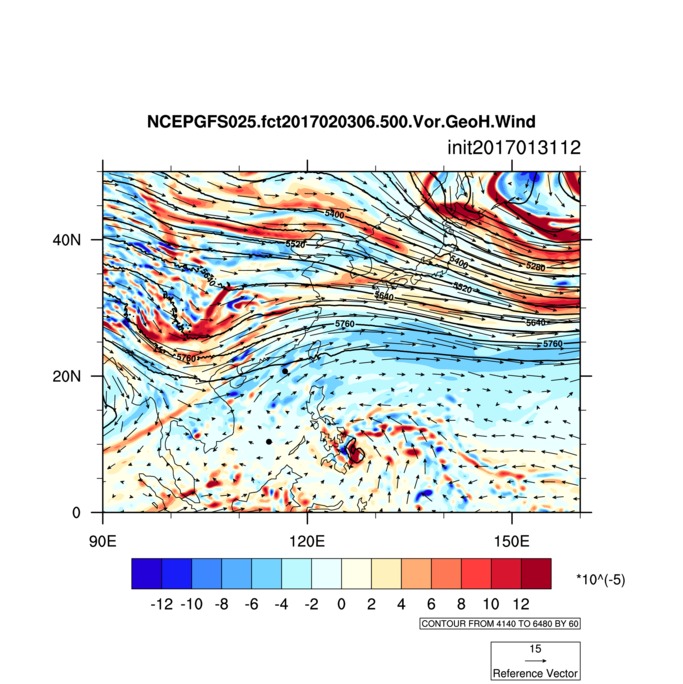 NCEPGFS025.fct2017020306.500.Vor.GeoH.Wind
init2017013112
40N
20N
0
90E 120E 150E
5400
5520
5400
5280
5520
5640
5640
5760
5760
5760
-12 -10 -8 -6 -4 -2 0 2 4 6 8 10 12
*10^(-5)
CONTOUR FROM 4140 TO 6480 BY 60
15
Reference Vector